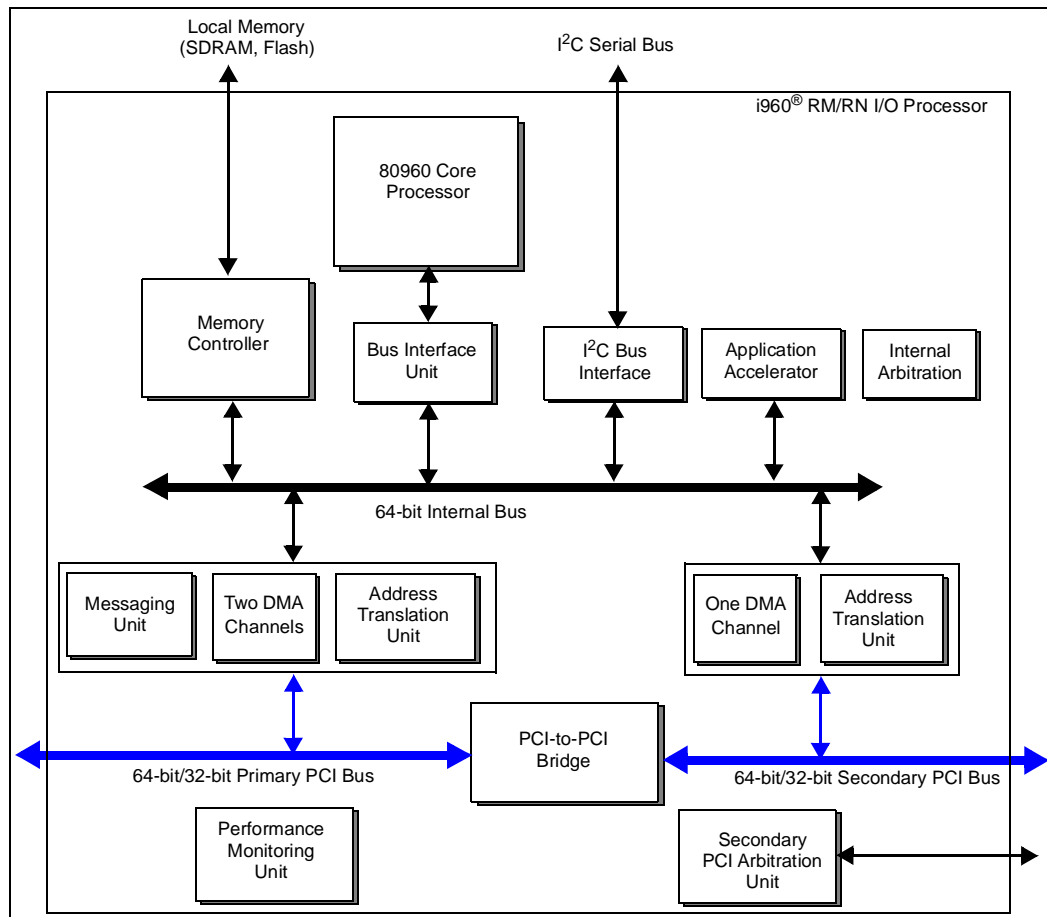 Local Memory
(SDRAM, Flash)
I²C Serial Bus
i960® RM/RN I/O Processor
80960 Core
Processor
Memory
Controller
Bus Interface
Unit
I²C Bus
Interface
Application
Accelerator
Internal
Arbitration
64-bit Internal Bus
Messaging
Unit
Two DMA
Channels
Address
Translation
Unit
One DMA
Channel
Address
Translation
Unit
PCI-to-PCI
Bridge
64-bit/32-bit Primary PCI Bus
64-bit/32-bit Secondary PCI Bus
Performance
Monitoring
Unit
Secondary
PCI Arbitration
Unit